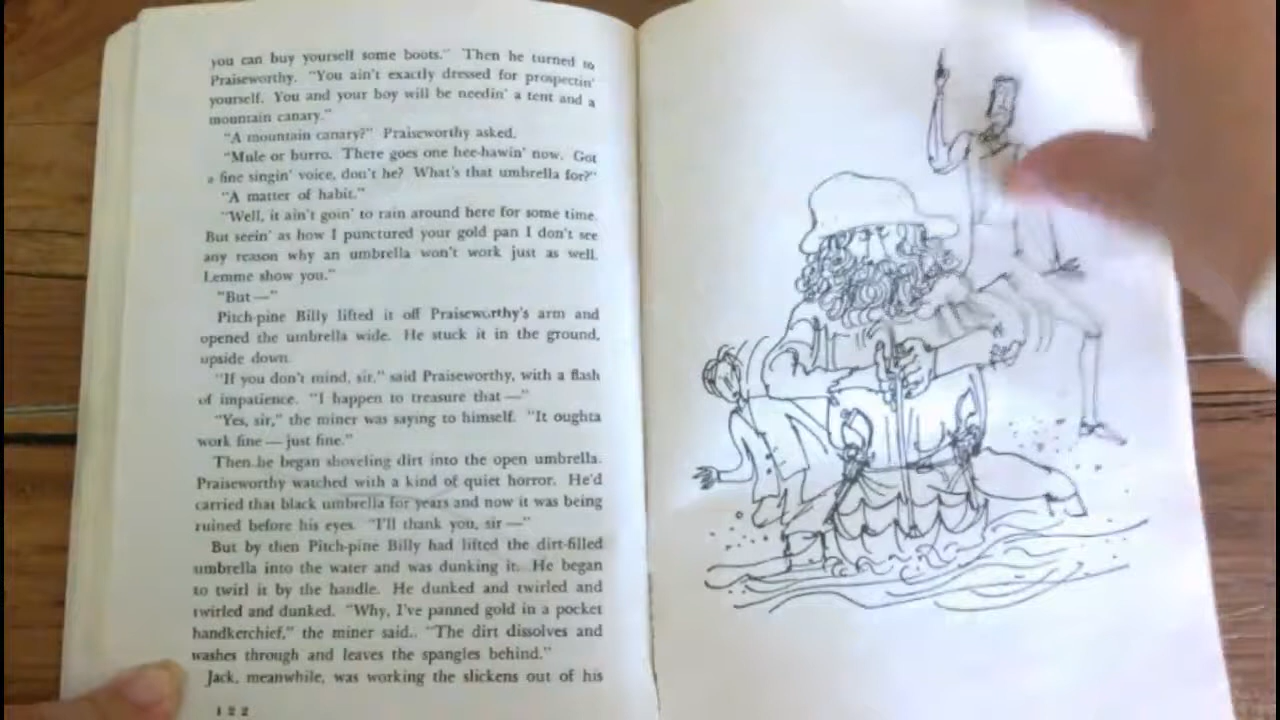 you can buy yourself some boots." Then he turned to
Praiseworthy. "You ain't exactly dressed for prospectin'
yourself. You and your boy will be needin' a tent and a
mountain canary."
"A mountain canary?" Praiseworthy asked.
"Mule or burro. There goes one hee-hawin' now. Got
a fine singin' voice, don't he? What's that umbrella for?"
"A matter of habit."
"Well, it ain't goin' to rain around here for some time.
But seein' as how I punctured your gold pan I don't see
any reason why an umbrella won't work just as well.
Lemme show you."
"But —"
Pitch-pine Billy lifted it off Praiseworthy's arm and
opened the umbrella wide. He stuck it in the ground,
upside down.
"If you don't mind, sir," said Praiseworthy, with a flash
of impatience. "I happen to treasure that —"
"Yes, sir," the miner was saying to himself. "It oughta
work fine — just fine."
Then he began shoveling dirt into the open umbrella.
Praiseworthy watched with a kind of quiet horror. He'd
carried that black umbrella for years and now it was being
ruined before his eyes. "I'll thank you, sir —"
But by then Pitch-pine Billy had lifted the dirt-filled
umbrella into the water and was dunking it. He began
to twirl it by the handle. He dunked and twirled and
twirled and dunked. "Why, I've panned gold in a pocket
handkerchief," the miner said. "The dirt dissolves and
washes through and leaves the spangles behind."
Jack, meanwhile, was working the slickens out of his
122